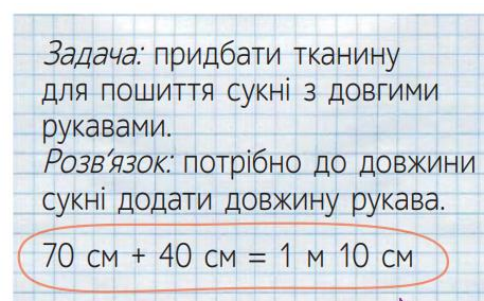 Задача: придбати тканину
для пошиття сукні з довгими
рукавами.
Розв’язок: потрібно до довжини
сукні додати довжину рукава.
70 см + 40 см = 1 м 10 см